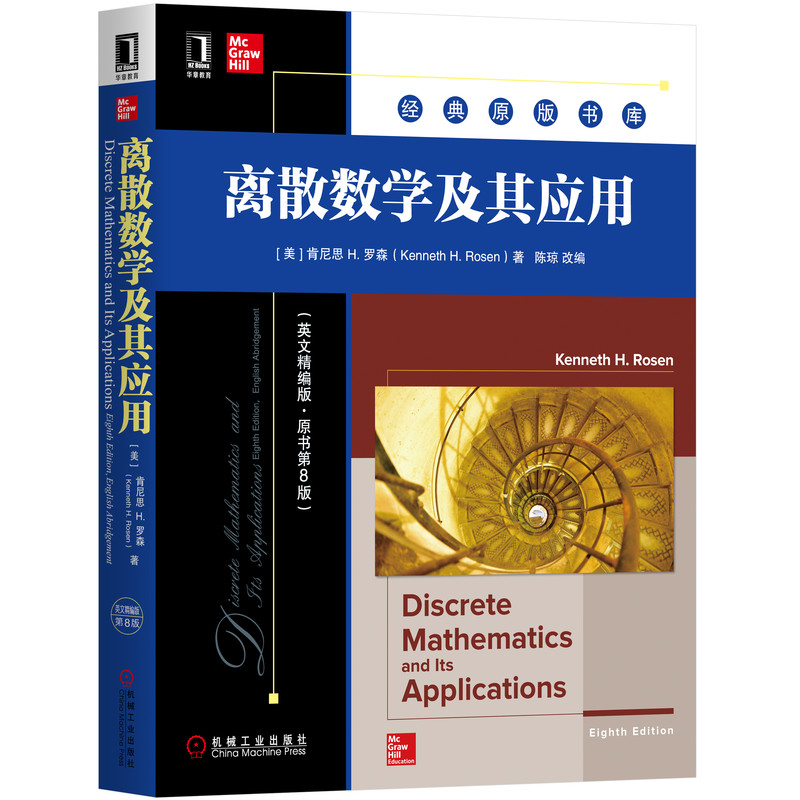 HZ Books
华章教育
Mc
Graw
Hill
离散数学及其应用
Discrete Mathematics and Its Applications Eighth Edition, English Abridgement
[美] 肯尼思 H. 罗森 著
(Kenneth H. Rosen)
英文精编版
第8版
机械工业出版社
China Machine Press
HZ Books
华章教育
Mc
Graw
Hill
经典原版书库
离散数学及其应用
[美] 肯尼思 H. 罗森 (Kenneth H. Rosen) 著 陈琼 改编
(英文精编版·原书第8版)
Discrete Mathematics and
Its Applications Eighth Edition, English Abridgement
Kenneth H. Rosen
Discrete
Mathematics
and Its
Applications
Eighth Edition
Mc
Graw
Hill
Education
机械工业出版社
China Machine Press